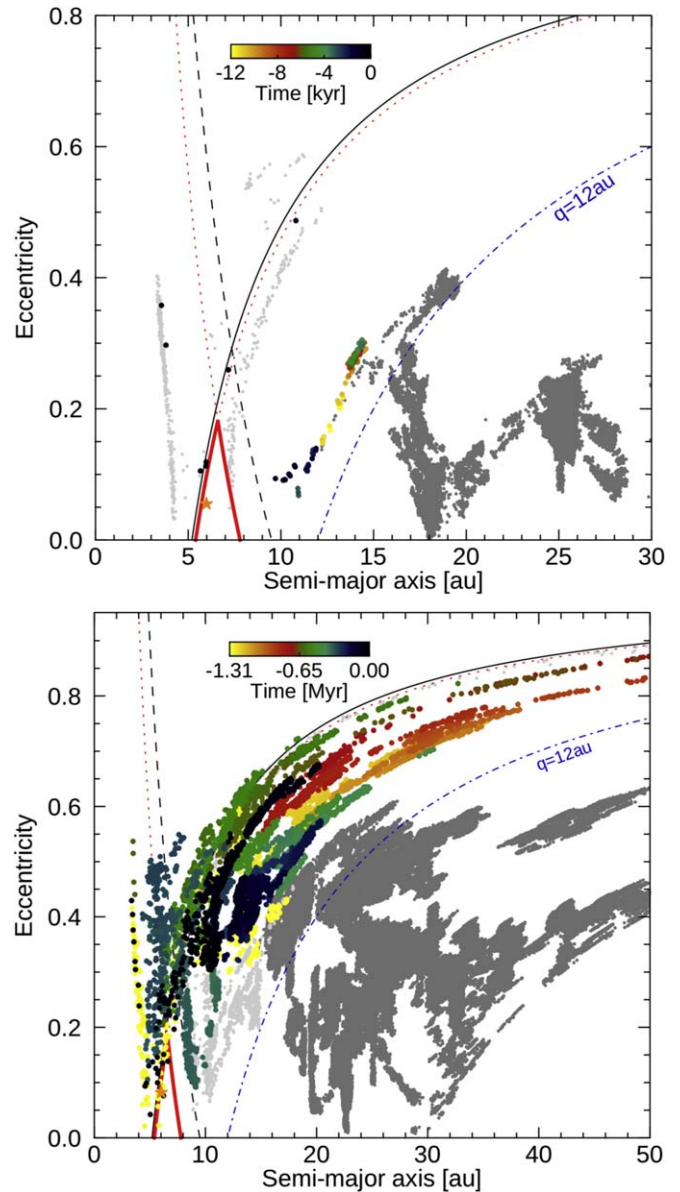 0.8
0.6
0.4
0.2
0.0
Eccentricity
-12 -8 -4 0
Time [kyr]
q=12au
0 5 10 15 20 25 30
Semi-major axis [au]
0.8
0.6
0.4
0.2
0.0
Eccentricity
-1.31 -0.65 0.00
Time [Myr]
q=12au
0 10 20 30 40 50
Semi-major axis [au]